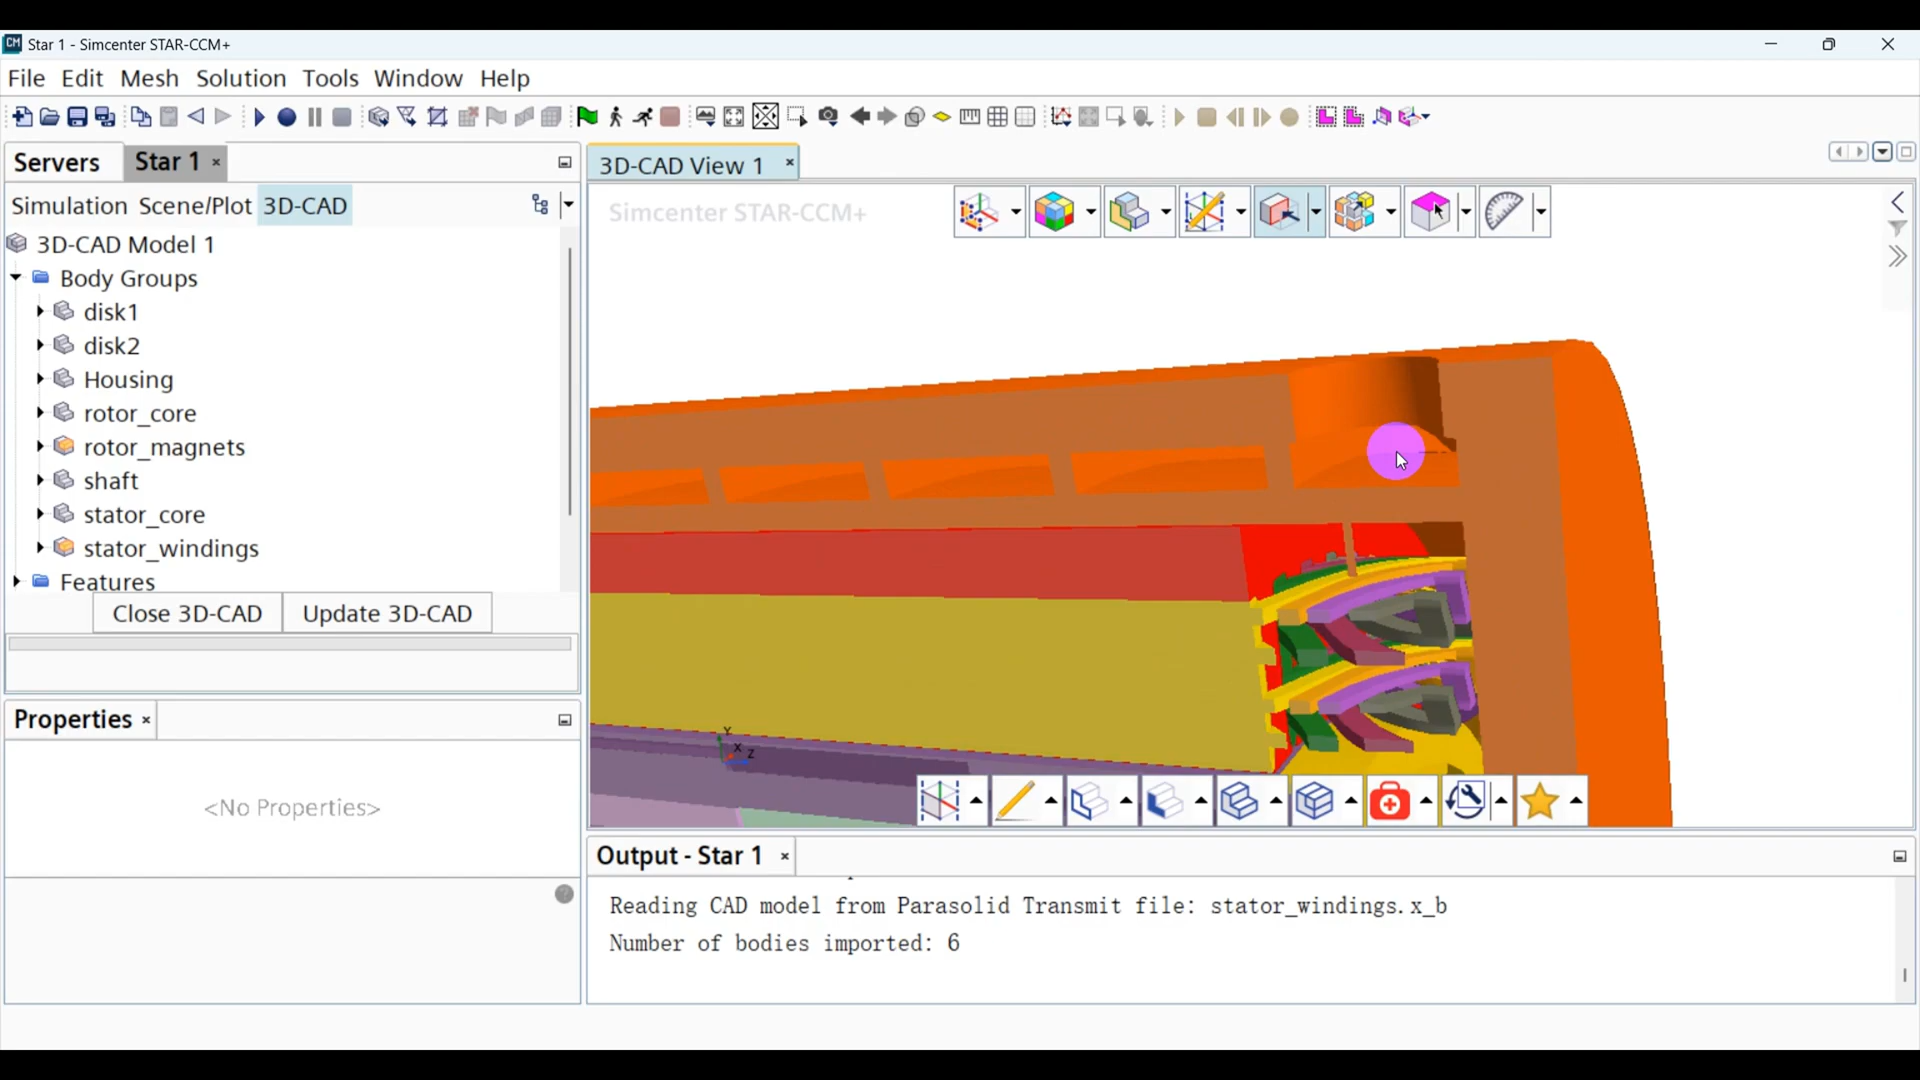 CM Star 1 - Simcenter STAR-CCM+
File Edit Mesh Solution Tools Window Help
Servers Star 1 ×
3D-CAD View 1 ×
Simulation Scene/Plot 3D-CAD
Simcenter STAR-CCM+
3D-CAD Model 1
Body Groups
disk1
disk2
Housing
rotor_core
rotor_magnets
shaft
stator_core
stator_windings
Features
Close 3D-CAD Update 3D-CAD
Properties ×
<No Properties>
Y
X
Z
Output - Star 1 ×
Reading CAD model from Parasolid Transmit file: stator_windings.x_b
Number of bodies imported: 6